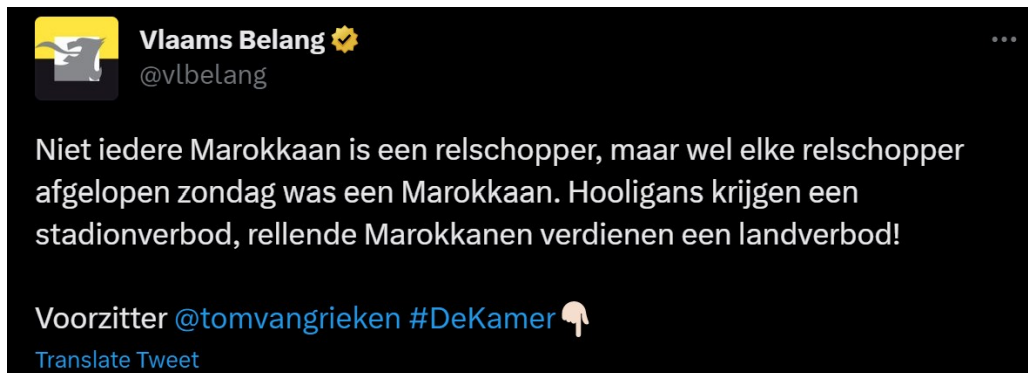 Vlaams Belang
@vlbelang
Niet iedere Marokkaan is een relschopper, maar wel elke relschopper
afgelopen zondag was een Marokkaan. Hooligans krijgen een
stadionverbod, rellende Marokkanen verdienen een landverbod!
Voorzitter @tomvangrieken #DeKamer👇🏻
Translate Tweet